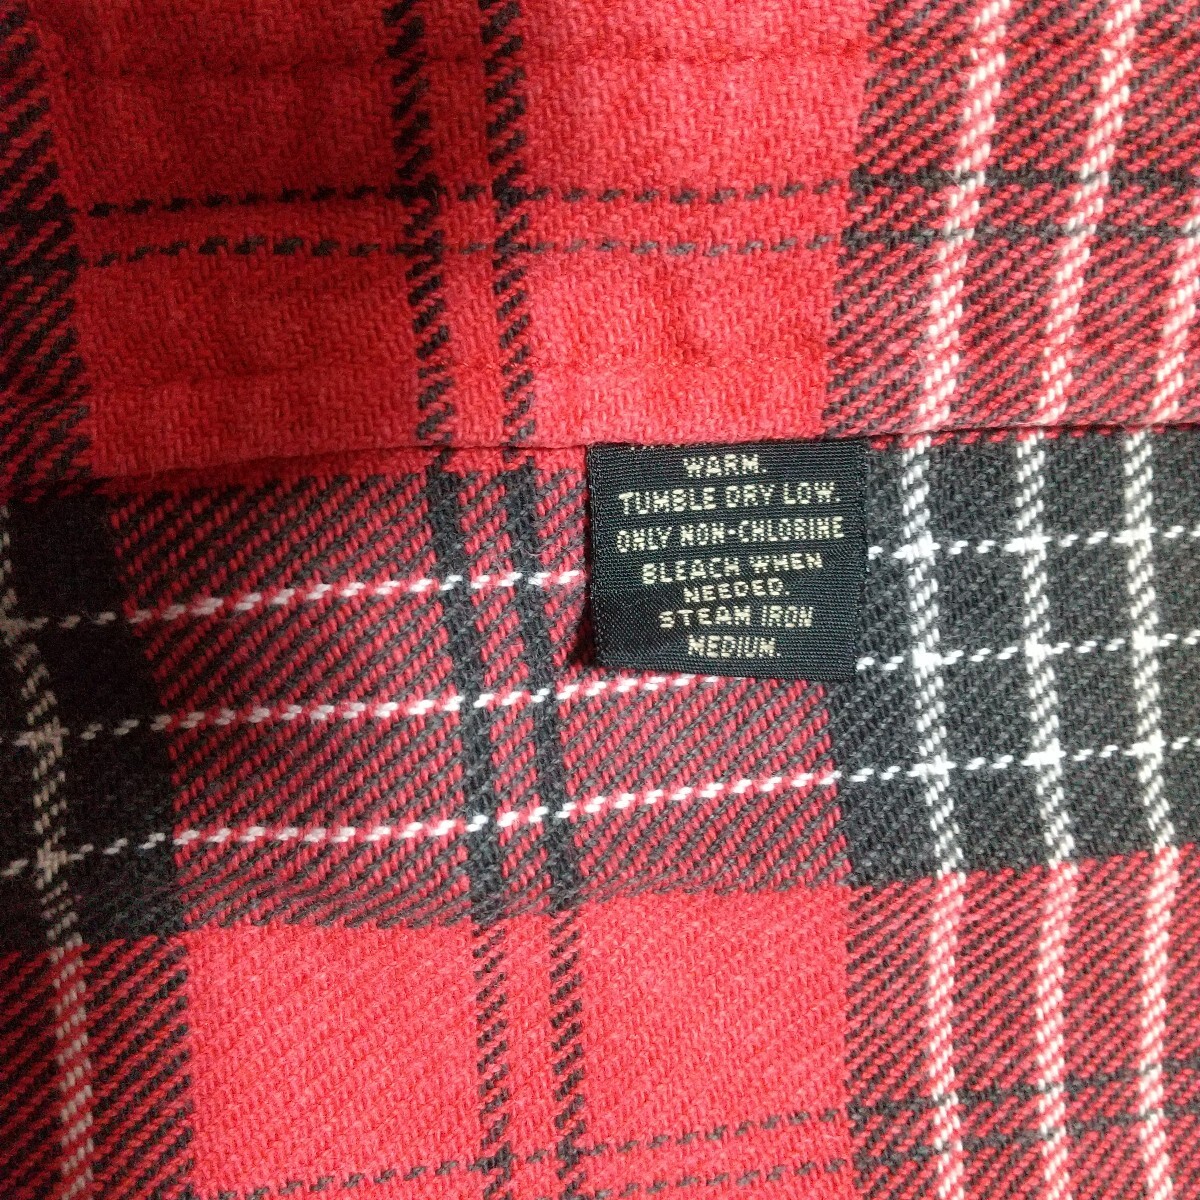 WARM.
TUMBLE DRY LOW.
ONLY NON-CHLORINE
BLEACH WHEN
NEEDED.
STEAM IRON
MEDIUM.